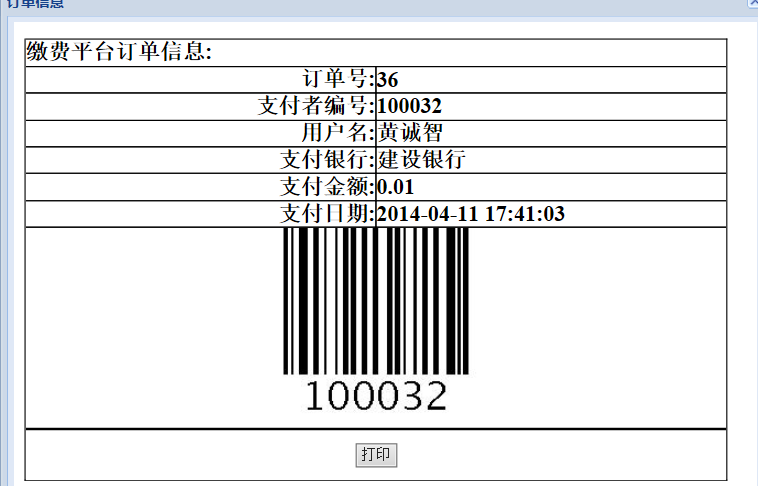 订单信息
缴费平台订单信息:
订单号:36
支付者编号:100032
用户名:黄诚智
支付银行:建设银行
支付金额:0.01
支付日期:2014-04-11 17:41:03
100032
打印